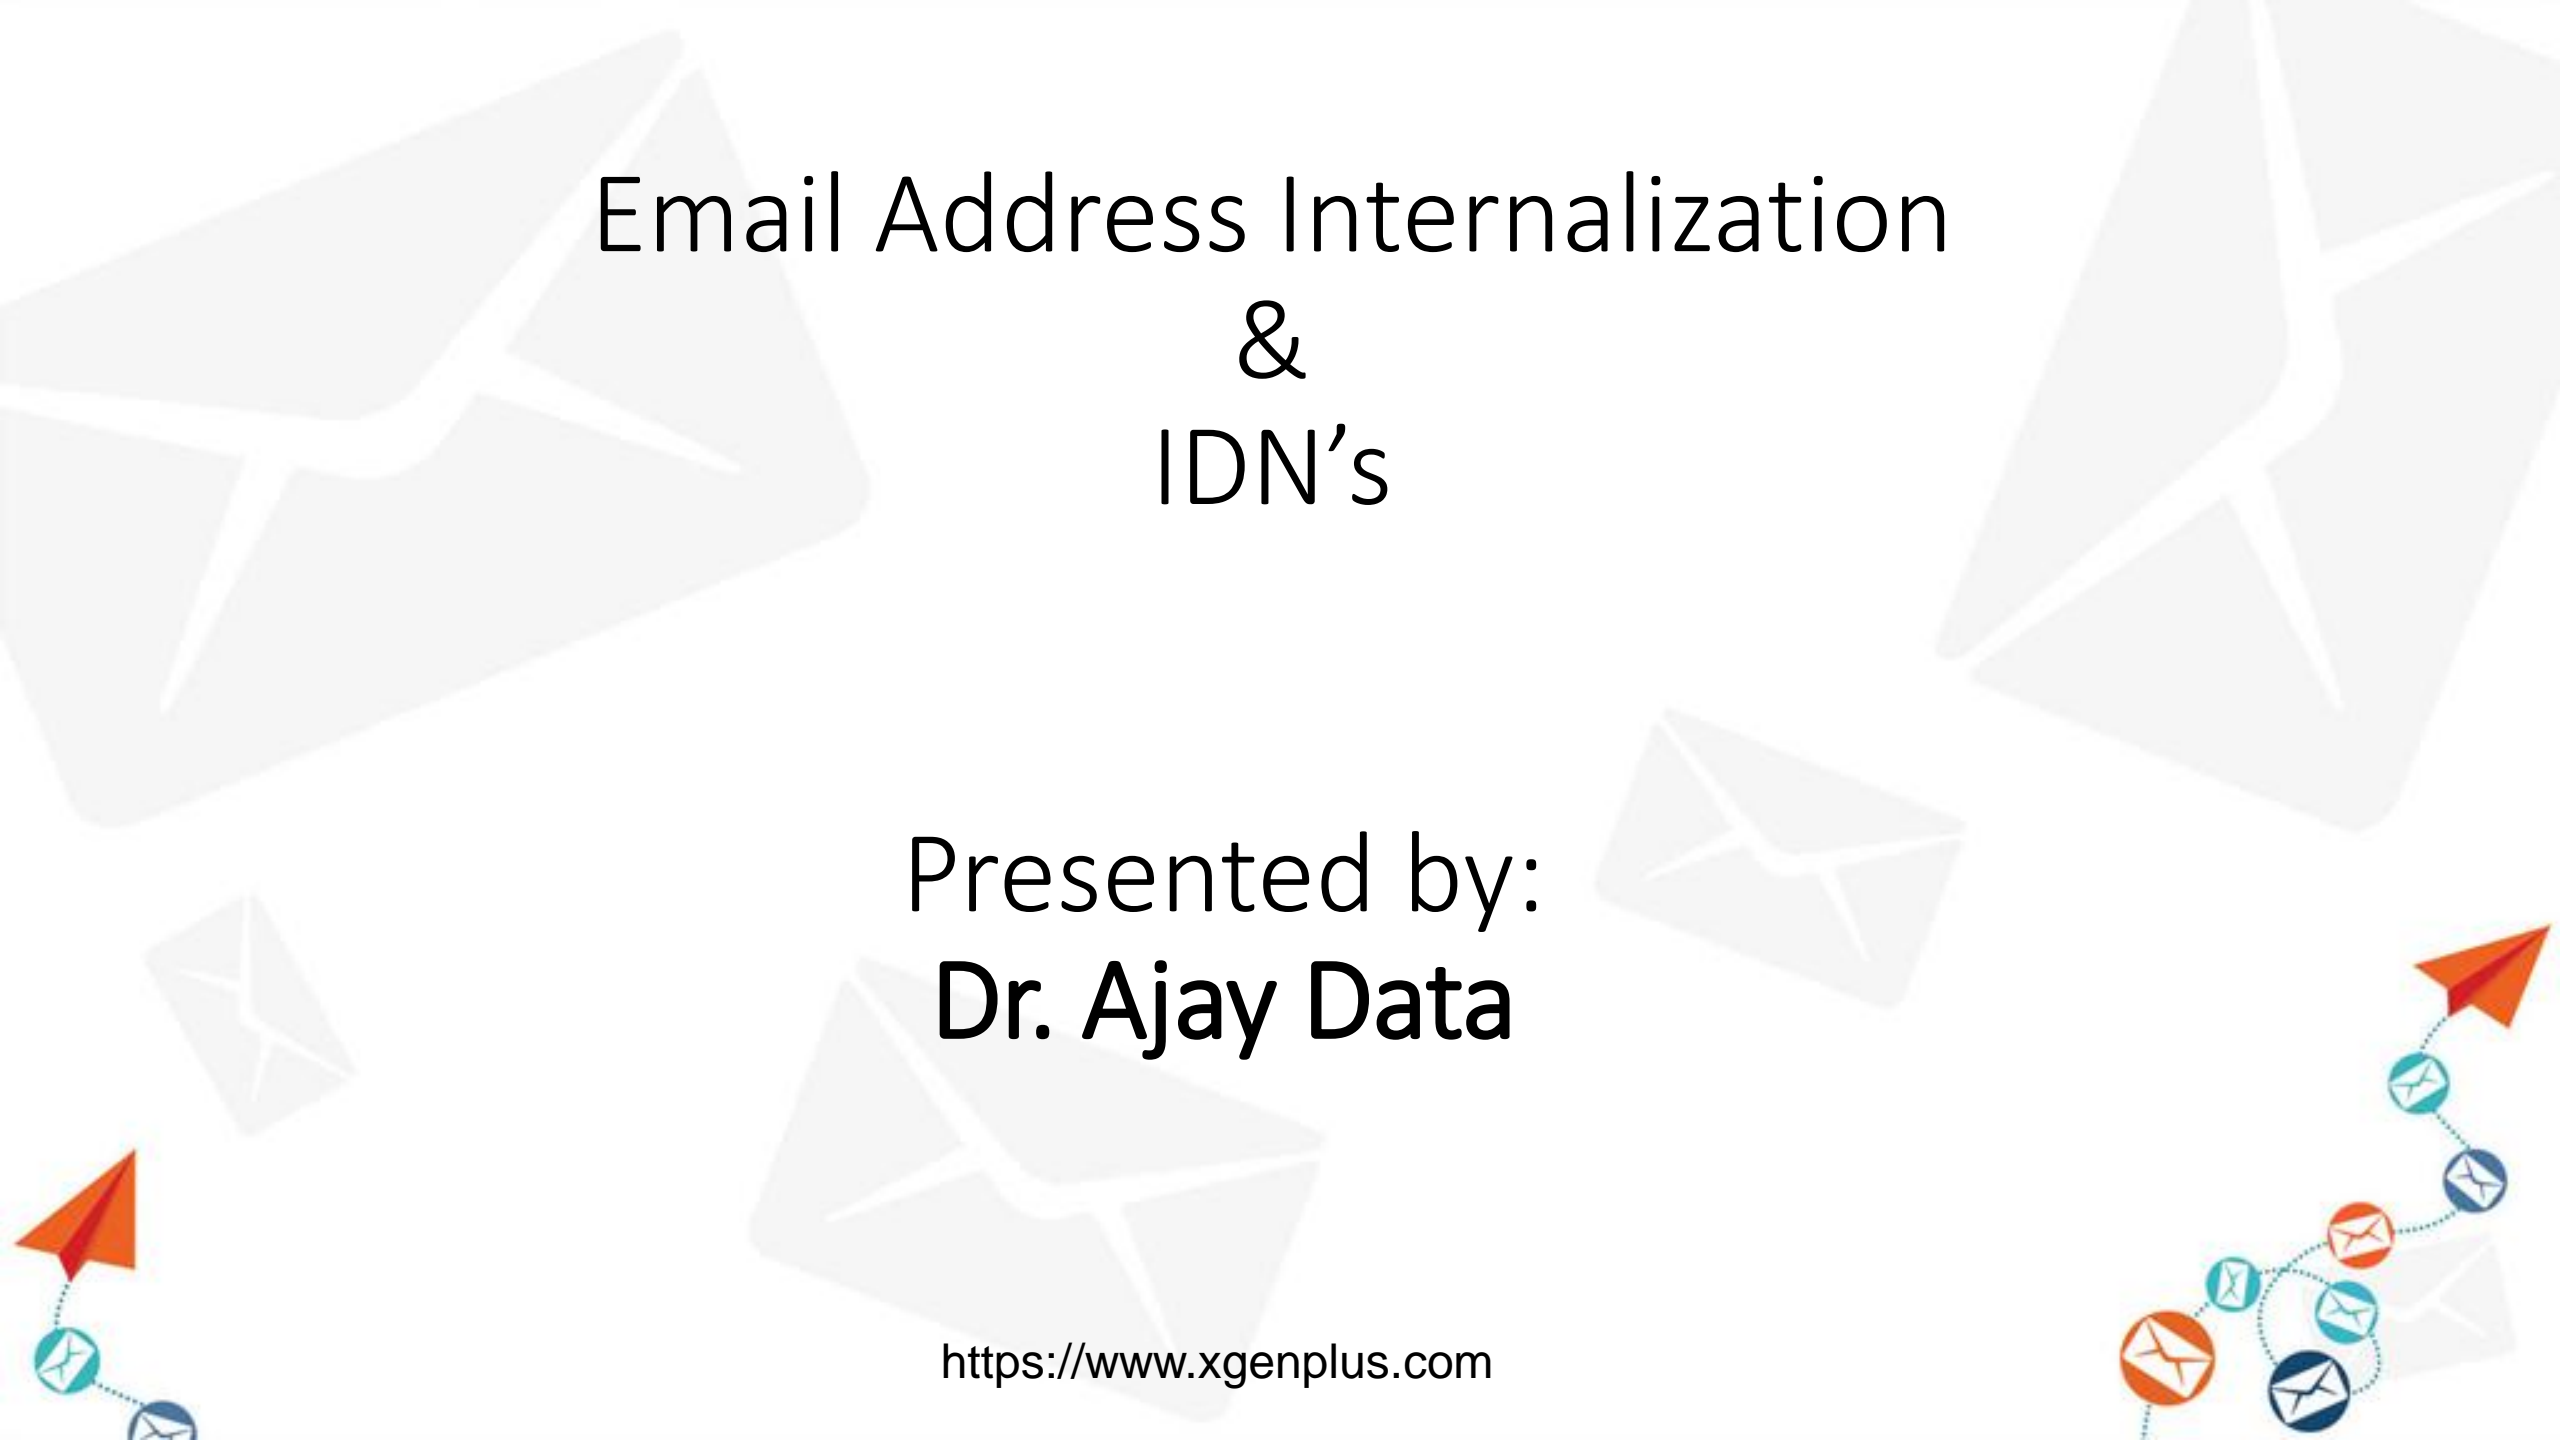 Email Address Internalization
&
IDN’s
Presented by:
Dr. Ajay Data
https://www.xgenplus.com